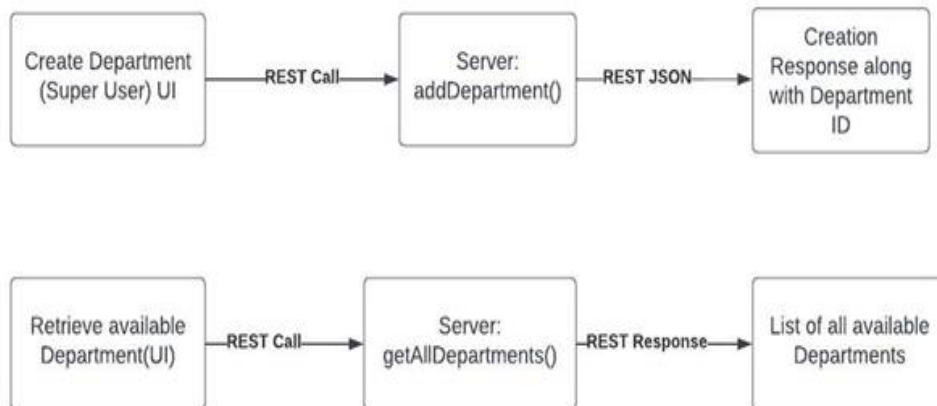 Create Department
(Super User) UI
REST Call
Server:
addDepartment()
REST JSON
Creation
Response along
with Department
ID
Retrieve available
Department(UI)
REST Call
Server:
getAllDepartments()
REST Response
List of all available
Departments